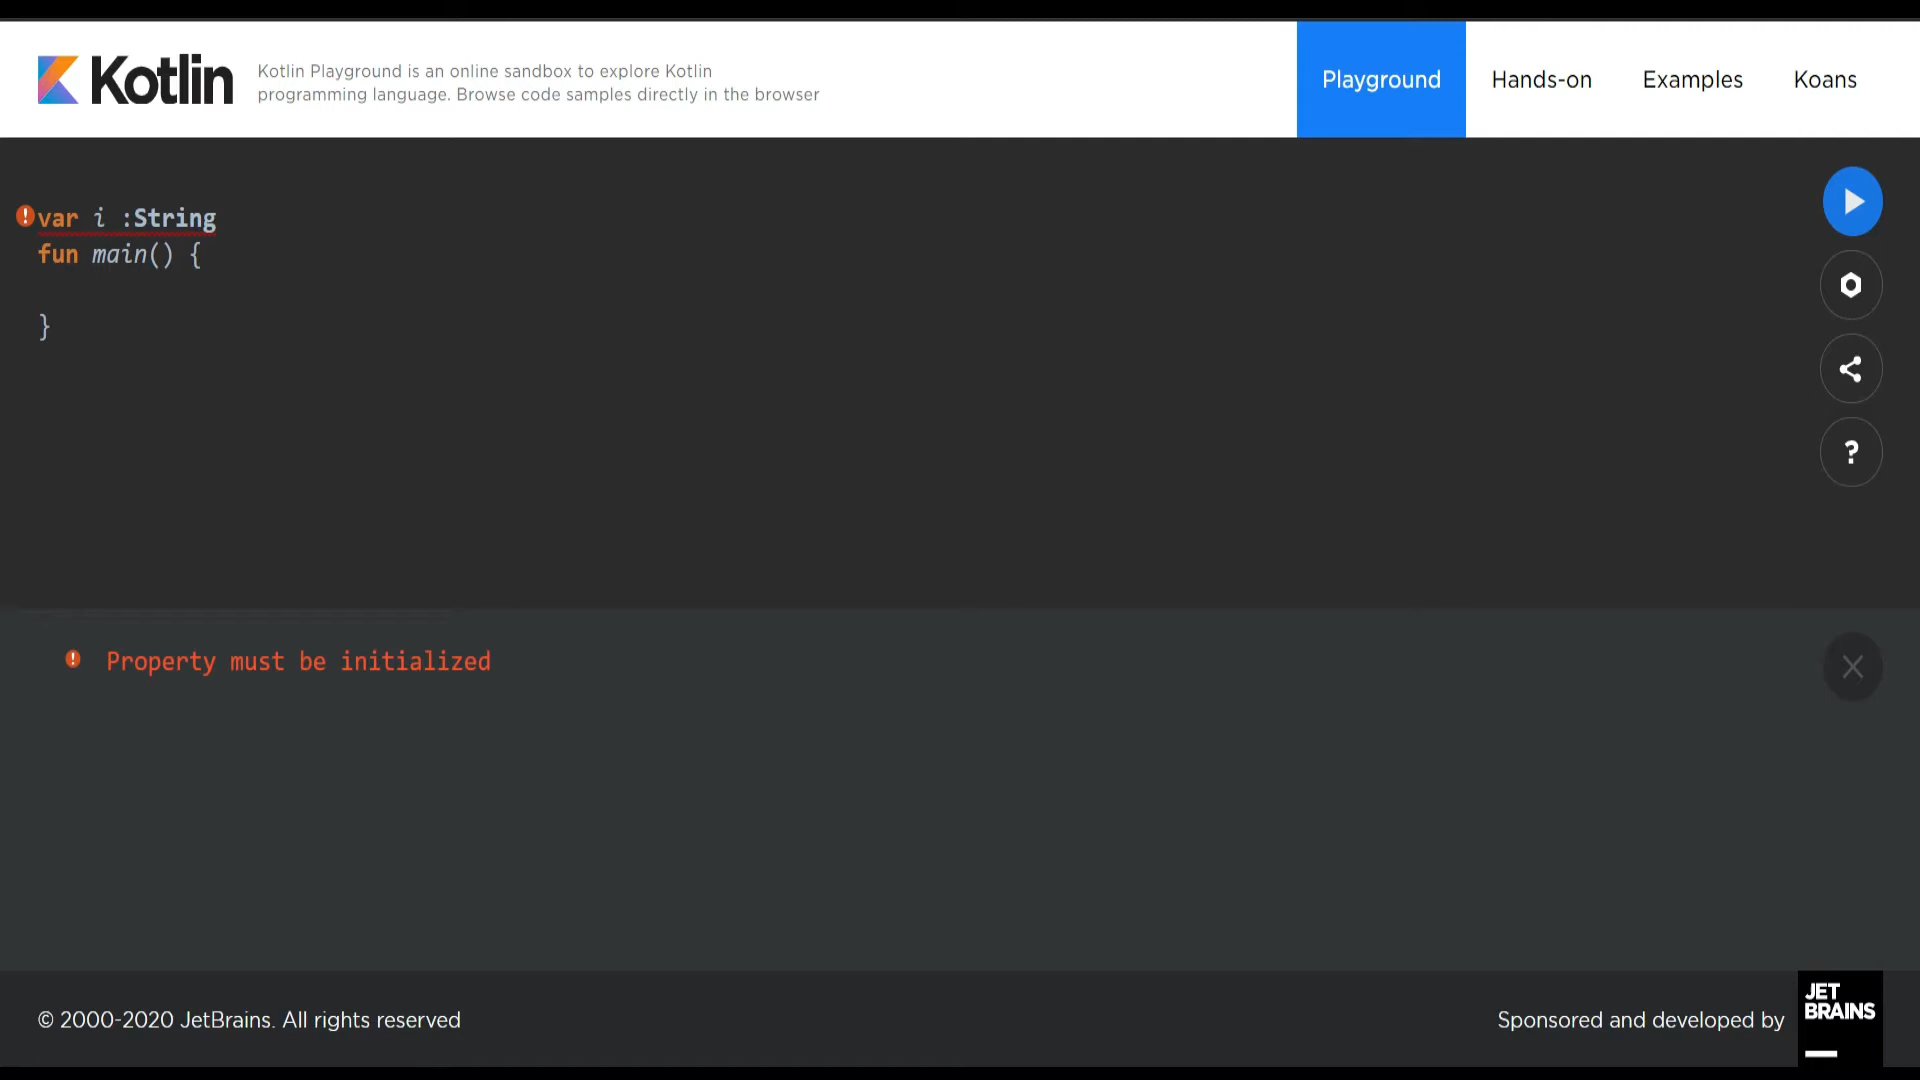 Kotlin
Kotlin Playground is an online sandbox to explore Kotlin
programming language. Browse code samples directly in the browser
Playground
Hands-on
Examples
Koans
var i :String
fun main() {
}
?
Property must be initialized
© 2000-2020 JetBrains. All rights reserved
Sponsored and developed by
JET
BRAINS